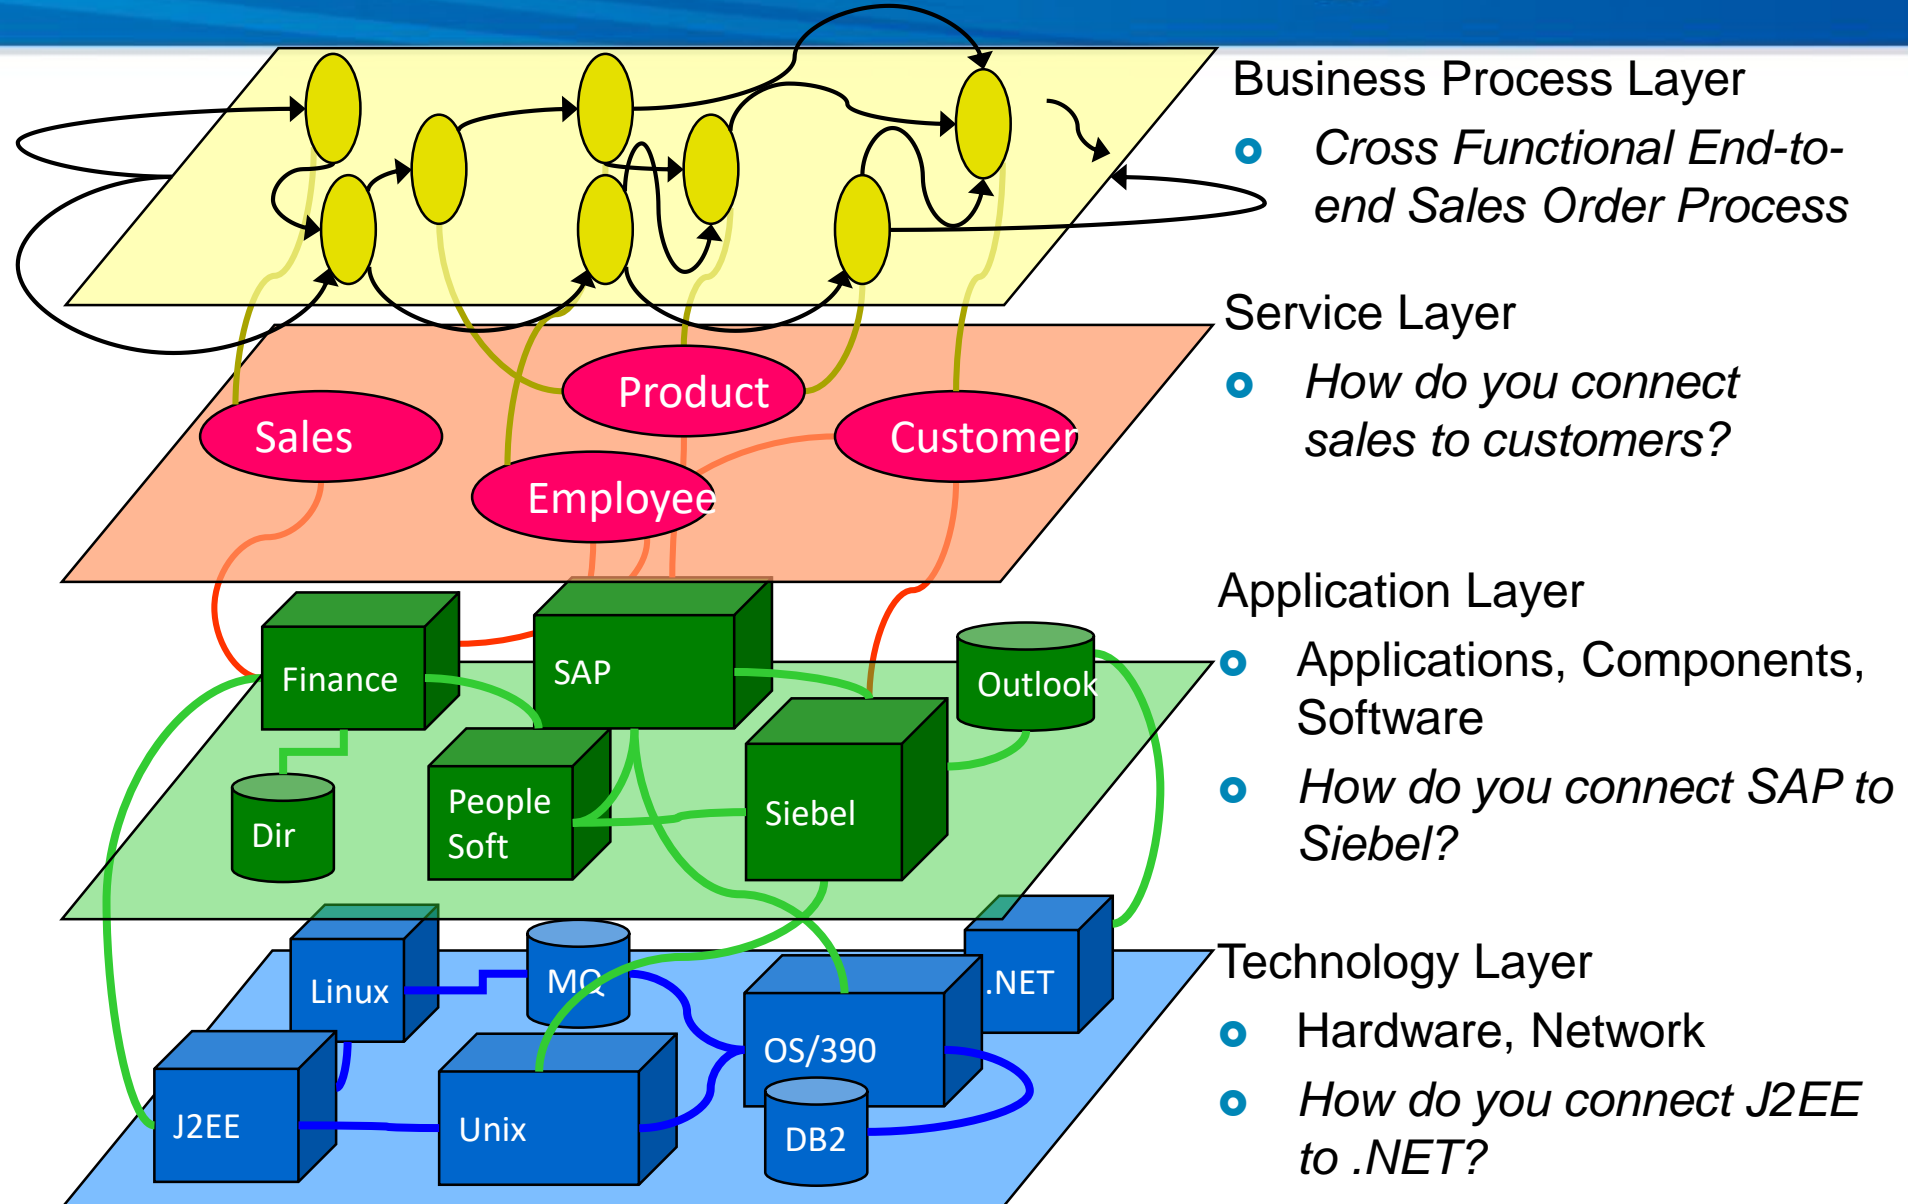 Business Process Layer
Cross Functional End-to-
end Sales Order Process
Service Layer
How do you connect
sales to customers?
Product
Sales
Customer
Employee
Application Layer
Applications, Components,
Software
How do you connect SAP to
Siebel?
Finance
SAP
Outlook
People
Soft
Siebel
Dir
Technology Layer
Hardware, Network
How do you connect J2EE
to .NET?
Linux
MQ
.NET
OS/390
J2EE
Unix
DB2